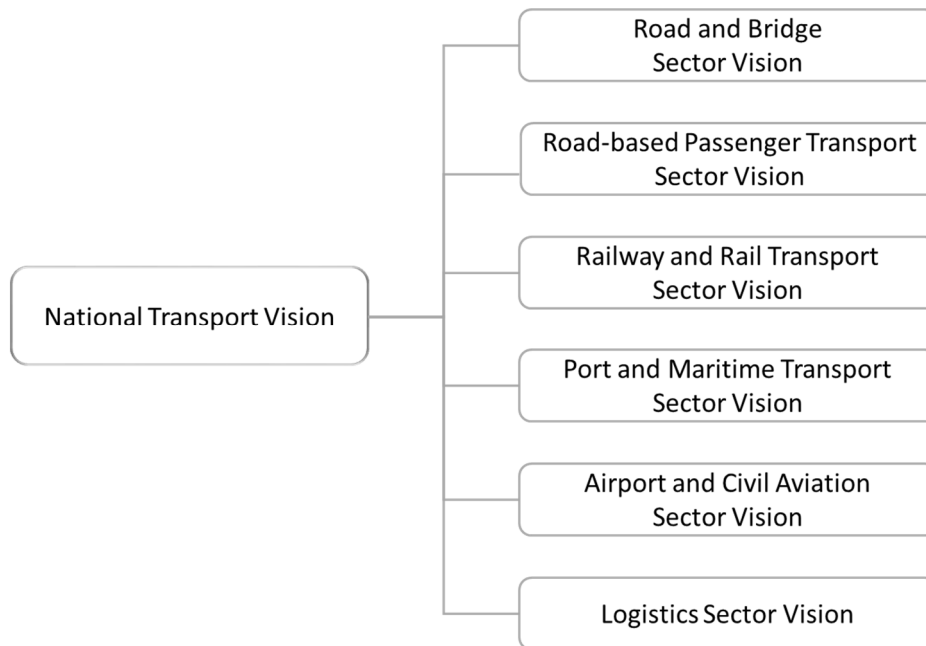 Road and Bridge
Sector Vision
Road-based Passenger Transport
Sector Vision
Railway and Rail Transport
Sector Vision
National Transport Vision
Port and Maritime Transport
Sector Vision
Airport and Civil Aviation
Sector Vision
Logistics Sector Vision